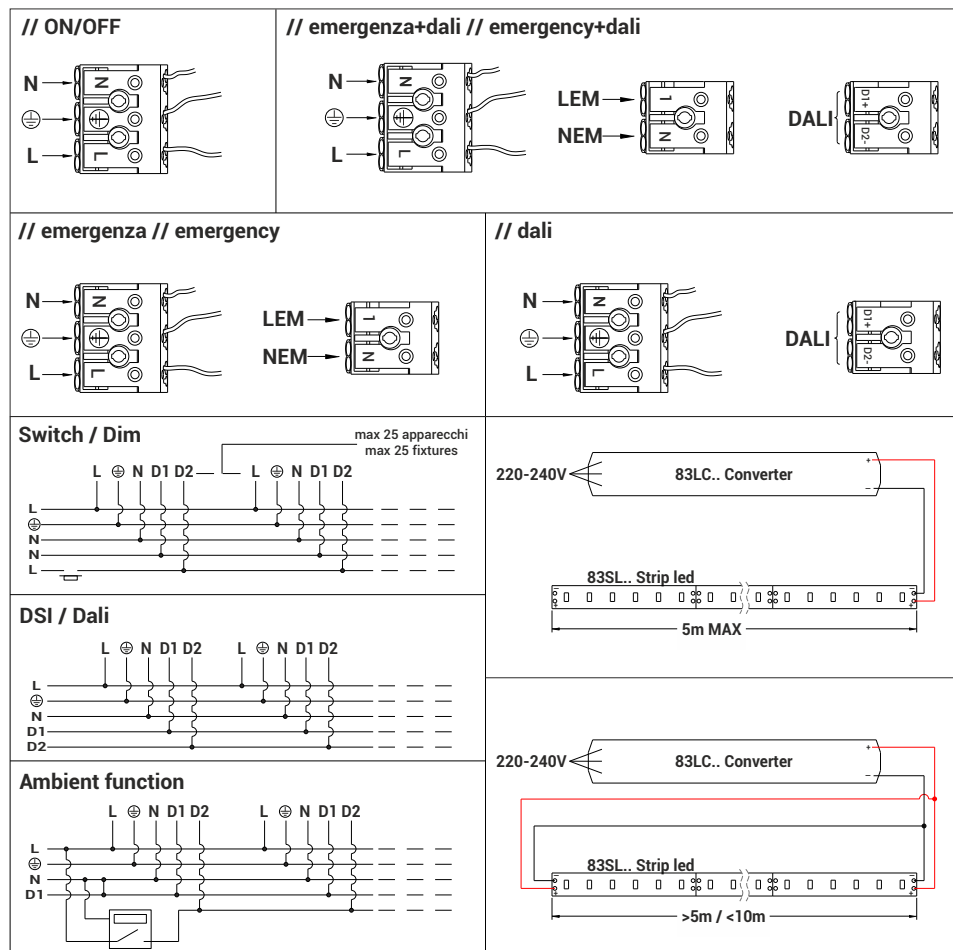 // ON/OFF
N
L
N
L
// emergenza+dali // emergency+dali
N
L
N
L
LEM
NEM
1
N
DALI
D1+
D2-
// emergenza // emergency
N
L
N
L
LEM
NEM
1
N
// dali
N
L
N
L
DALI
D1+
D2-
Switch / Dim
max 25 apparecchi
max 25 fixtures
L N D1 D2 L N D1 D2
L
N
N
L
220-240V
83LC.. Converter
+
−
83SL.. Strip led
− −
+ +
5m MAX
DSI / Dali
L N D1 D2 L N D1 D2
L
N
D1
D2
220-240V
83LC.. Converter
+
−
83SL.. Strip led
− −
+ +
>5m / <10m
Ambient function
L N D1 D2 L N D1 D2
L
N
D1